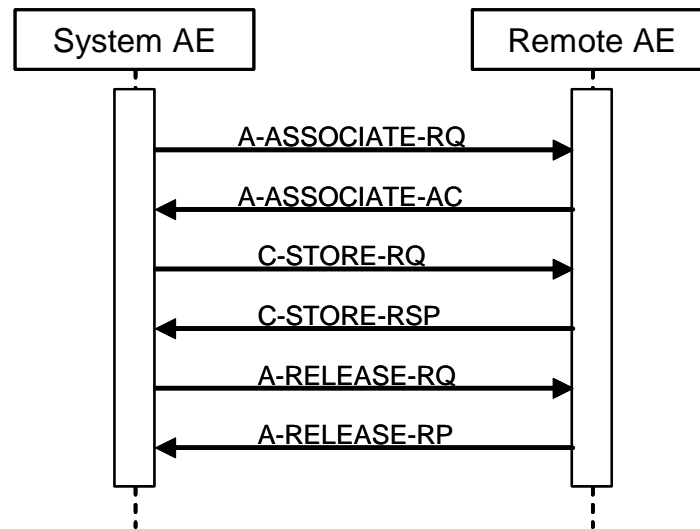 System AE
Remote AE
A-ASSOCIATE-RQ
A-ASSOCIATE-AC
C-STORE-RQ
C-STORE-RSP
A-RELEASE-RQ
A-RELEASE-RP